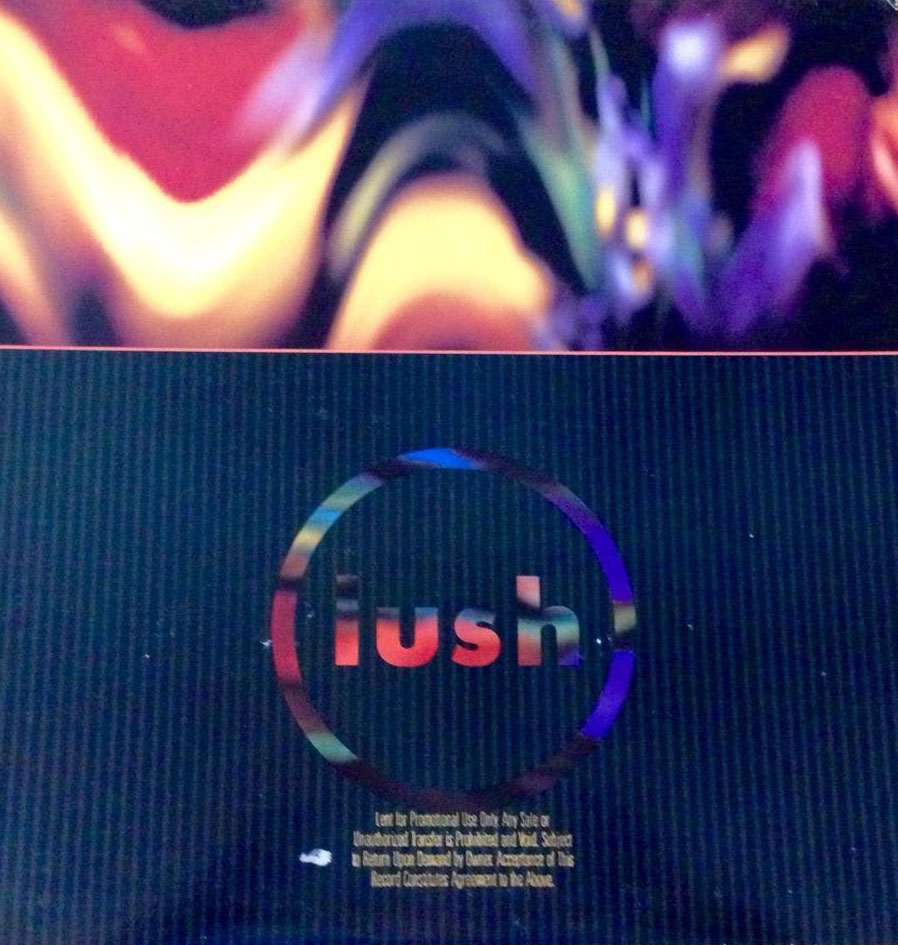 lush
Lent for Promotional Use Only Any Sale or
Unauthorized Transfer is Prohibited and Void. Subject
to Return Upon Demand by Owner. Acceptance of This
Record Constitutes Agreement to the Above.